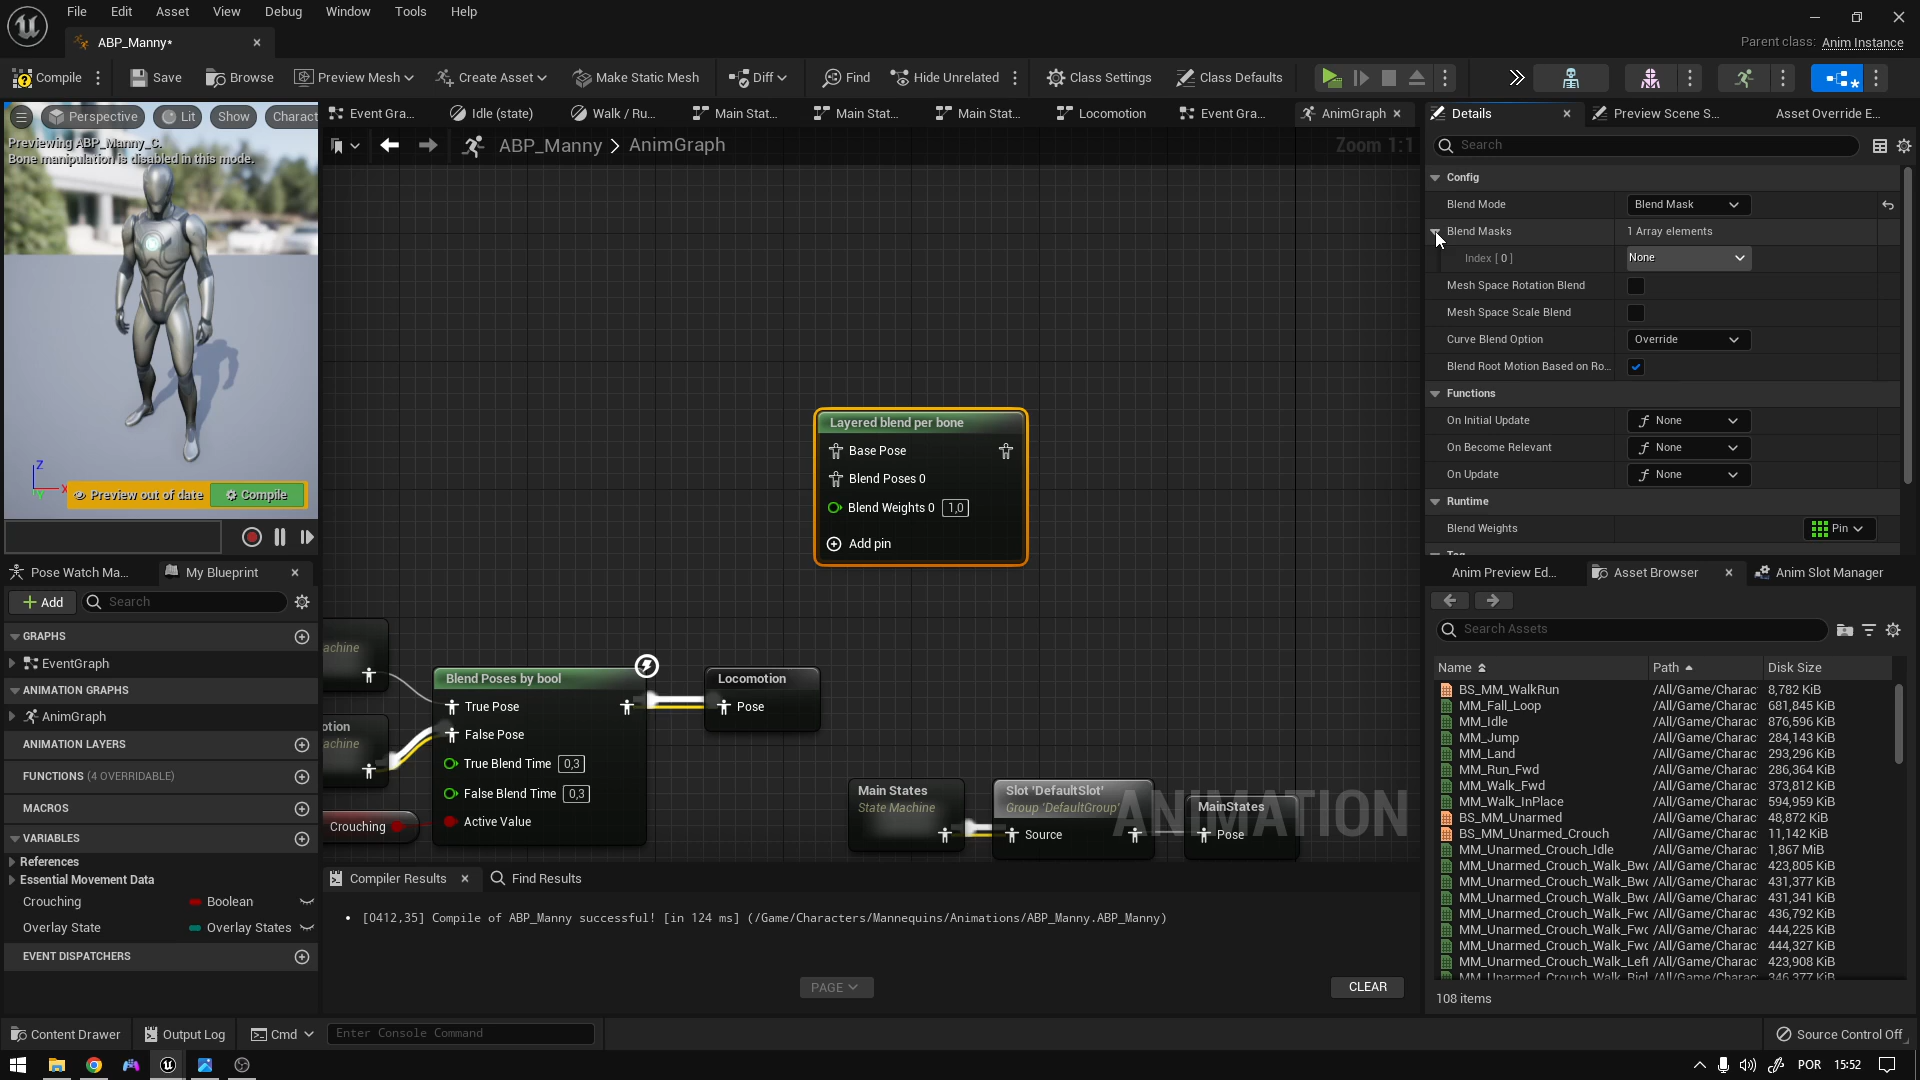 File Edit Asset View Debug Window Tools Help
ABP_Manny*
Parent class: Anim Instance
Compile Save Browse Preview Mesh Create Asset Make Static Mesh Diff Find Hide Unrelated Class Settings Class Defaults
Perspective Lit Show Charact
Previewing ABP_Manny_C.
Bone manipulation is disabled in this mode.
Z
X
Y
Preview out of date Compile
Event Gra... Idle (state) Walk / Ru... Main Stat... Main Stat... Main Stat... Locomotion Event Gra... AnimGraph
ABP_Manny > AnimGraph
Zoom 1:1
Layered blend per bone
Base Pose
Blend Poses 0
Blend Weights 0 1,0
Add pin
achine
otion
achine
Crouching
Blend Poses by bool
True Pose
False Pose
True Blend Time 0,3
False Blend Time 0,3
Active Value
Locomotion
Pose
Main States
State Machine
Slot 'DefaultSlot'
Group 'DefaultGroup'
Source
MainStates
Pose
ANIMATION
Details Preview Scene S... Asset Override E...
Search
Config
Blend Mode Blend Mask
Blend Masks 1 Array elements
Index [ 0 ] None
Mesh Space Rotation Blend
Mesh Space Scale Blend
Curve Blend Option Override
Blend Root Motion Based on Ro...
Functions
On Initial Update None
On Become Relevant None
On Update None
Runtime
Blend Weights Pin
Tag
Pose Watch Ma... My Blueprint
Add Search
GRAPHS
EventGraph
ANIMATION GRAPHS
AnimGraph
ANIMATION LAYERS
FUNCTIONS (4 OVERRIDABLE)
MACROS
VARIABLES
References
Essential Movement Data
Crouching Boolean
Overlay State Overlay States
EVENT DISPATCHERS
Compiler Results Find Results
• [0412,35] Compile of ABP_Manny successful! [in 124 ms] (/Game/Characters/Mannequins/Animations/ABP_Manny.ABP_Manny)
PAGE CLEAR
Anim Preview Ed... Asset Browser Anim Slot Manager
Search Assets
Name Path Disk Size
BS_MM_WalkRun /All/Game/Charac 8,782 KiB
MM_Fall_Loop /All/Game/Charac 681,845 KiB
MM_Idle /All/Game/Charac 876,596 KiB
MM_Jump /All/Game/Charac 284,143 KiB
MM_Land /All/Game/Charac 293,296 KiB
MM_Run_Fwd /All/Game/Charac 286,364 KiB
MM_Walk_Fwd /All/Game/Charac 373,812 KiB
MM_Walk_InPlace /All/Game/Charac 594,959 KiB
BS_MM_Unarmed /All/Game/Charac 48,872 KiB
BS_MM_Unarmed_Crouch /All/Game/Charac 11,142 KiB
MM_Unarmed_Crouch_Idle /All/Game/Charac 1,867 MiB
MM_Unarmed_Crouch_Walk_Bwc /All/Game/Charac 423,805 KiB
MM_Unarmed_Crouch_Walk_Bwc /All/Game/Charac 431,377 KiB
MM_Unarmed_Crouch_Walk_Bwc /All/Game/Charac 431,341 KiB
MM_Unarmed_Crouch_Walk_Fwc /All/Game/Charac 436,792 KiB
MM_Unarmed_Crouch_Walk_Fwc /All/Game/Charac 444,225 KiB
MM_Unarmed_Crouch_Walk_Fwc /All/Game/Charac 444,327 KiB
MM_Unarmed_Crouch_Walk_Left /All/Game/Charac 423,908 KiB
MM_Unarmed_Crouch_Walk_Righ /All/Game/Charac 346,377 KiB
108 items
Content Drawer Output Log Cmd Enter Console Command Source Control Off
POR 15:52